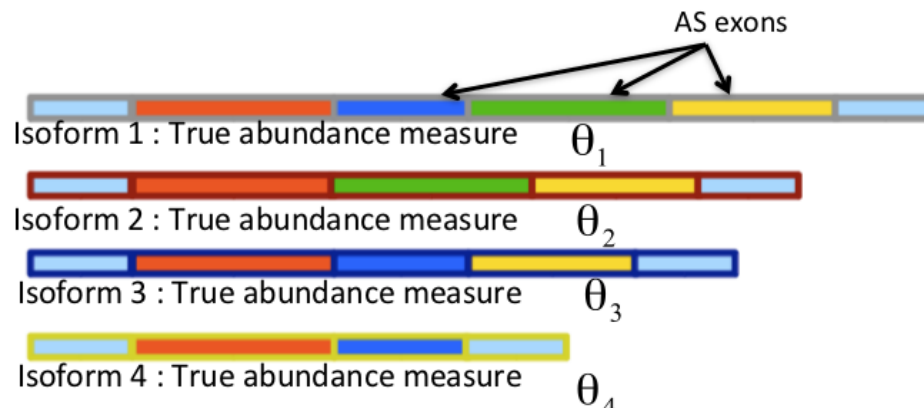 AS exons
Isoform 1 : True abundance measure θ₁
Isoform 2 : True abundance measure θ₂
Isoform 3 : True abundance measure θ₃
Isoform 4 : True abundance measure θ₄